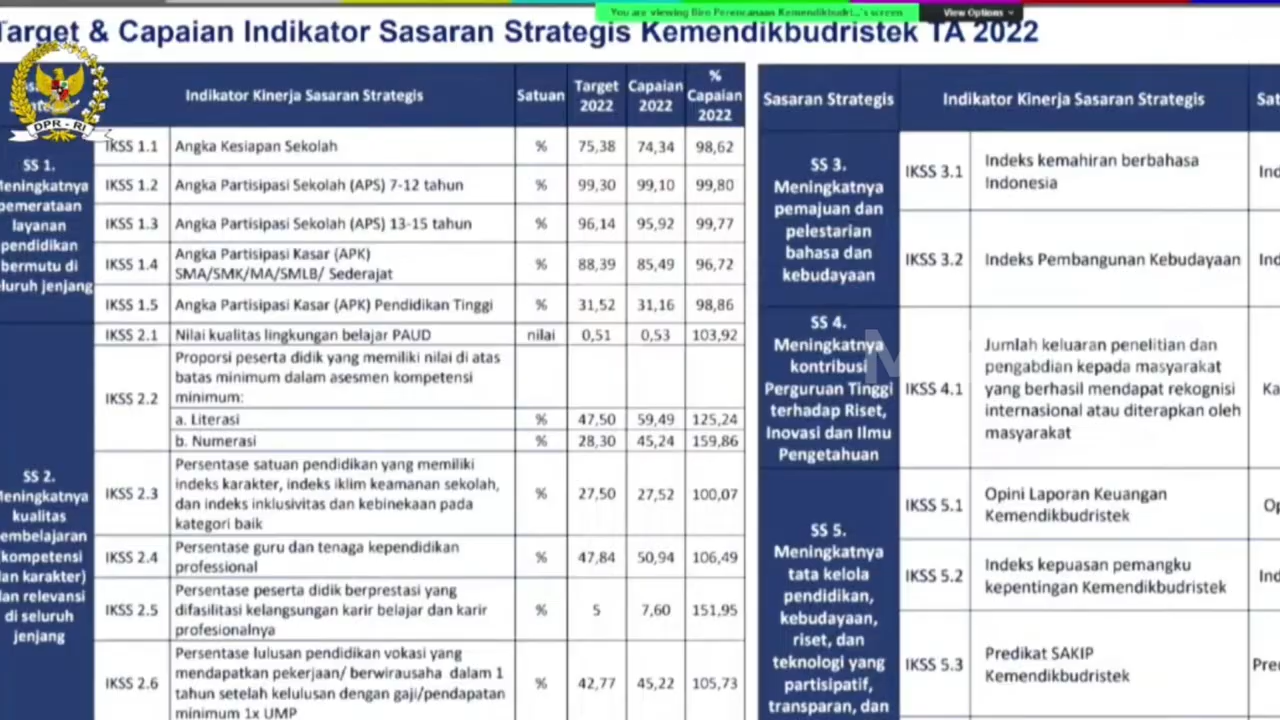 You are viewing Biro Perencanaan Kemendikbudri...'s screen
View Options
Target & Capaian Indikator Sasaran Strategis Kemendikbudristek TA 2022
DPR - RI
Indikator Kinerja Sasaran Strategis
Satuan
Target 2022
Capaian 2022
% Capaian 2022
SS 1.
Meningkatnya
pemerataan
layanan
pendidikan
bermutu di
seluruh jenjang
IKSS 1.1 Angka Kesiapan Sekolah % 75,38 74,34 98,62
IKSS 1.2 Angka Partisipasi Sekolah (APS) 7-12 tahun % 99,30 99,10 99,80
IKSS 1.3 Angka Partisipasi Sekolah (APS) 13-15 tahun % 96,14 95,92 99,77
IKSS 1.4 Angka Partisipasi Kasar (APK)
SMA/SMK/MA/SMLB/ Sederajat % 88,39 85,49 96,72
IKSS 1.5 Angka Partisipasi Kasar (APK) Pendidikan Tinggi % 31,52 31,16 98,86
SS 2.
Meningkatnya
kualitas
pembelajaran
(kompetensi
dan karakter)
dan relevansi
di seluruh
jenjang
IKSS 2.1 Nilai kualitas lingkungan belajar PAUD nilai 0,51 0,53 103,92
IKSS 2.2 Proporsi peserta didik yang memiliki nilai di atas
batas minimum dalam asesmen kompetensi
minimum:
a. Literasi % 47,50 59,49 125,24
b. Numerasi % 28,30 45,24 159,86
IKSS 2.3 Persentase satuan pendidikan yang memiliki
indeks karakter, indeks iklim keamanan sekolah,
dan indeks inklusivitas dan kebinekaan pada
kategori baik % 27,50 27,52 100,07
IKSS 2.4 Persentase guru dan tenaga kependidikan
professional % 47,84 50,94 106,49
IKSS 2.5 Persentase peserta didik berprestasi yang
difasilitasi kelangsungan karir belajar dan karir
profesionalnya % 5 7,60 151,95
IKSS 2.6 Persentase lulusan pendidikan vokasi yang
mendapatkan pekerjaan/ berwirausaha dalam 1
tahun setelah kelulusan dengan gaji/pendapatan
minimum 1x UMP % 42,77 45,22 105,73
Sasaran Strategis
Indikator Kinerja Sasaran Strategis
Sat
SS 3.
Meningkatnya
pemajuan dan
pelestarian
bahasa dan
kebudayaan
IKSS 3.1 Indeks kemahiran berbahasa
Indonesia Ind
IKSS 3.2 Indeks Pembangunan Kebudayaan Ind
SS 4.
Meningkatnya
kontribusi
Perguruan Tinggi
terhadap Riset,
Inovasi dan Ilmu
Pengetahuan
IKSS 4.1 Jumlah keluaran penelitian dan
pengabdian kepada masyarakat
yang berhasil mendapat rekognisi
internasional atau diterapkan oleh
masyarakat Ka
SS 5.
Meningkatnya
tata kelola
pendidikan,
kebudayaan,
riset, dan
teknologi yang
partisipatif,
transparan, dan
IKSS 5.1 Opini Laporan Keuangan
Kemendikbudristek Op
IKSS 5.2 Indeks kepuasan pemangku
kepentingan Kemendikbudristek Ind
IKSS 5.3 Predikat SAKIP
Kemendikbudristek Pre